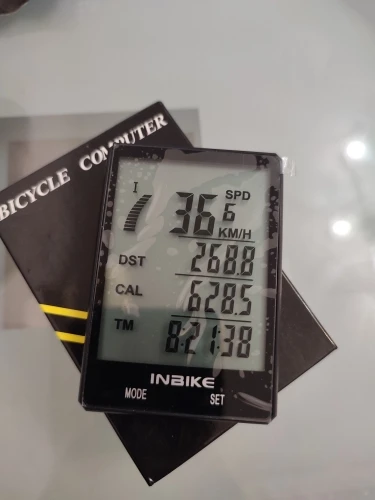 BICYCLE COMPUTER
I
36 6 SPD
KM/H
DST 268.8
CAL 628.5
TM 8:21:38
INBIKE
MODE SET